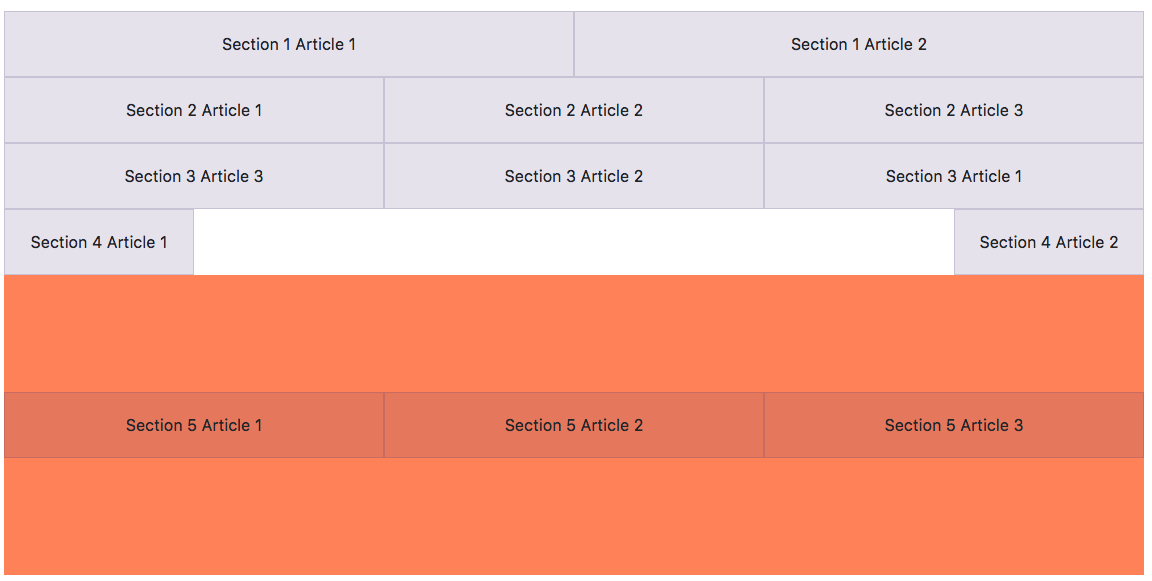 Section 1 Article 1 Section 1 Article 2
Section 2 Article 1 Section 2 Article 2 Section 2 Article 3
Section 3 Article 3 Section 3 Article 2 Section 3 Article 1
Section 4 Article 1 Section 4 Article 2
Section 5 Article 1 Section 5 Article 2 Section 5 Article 3